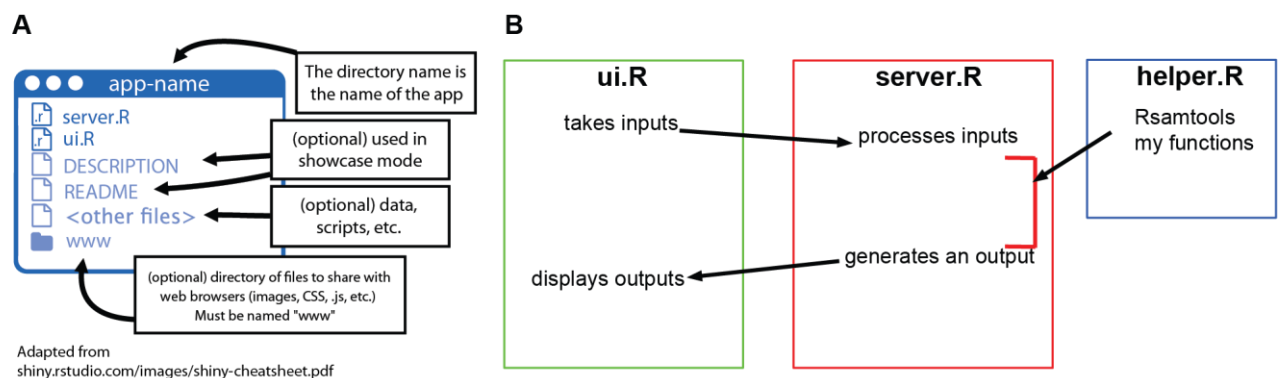 A
app-name
The directory name is
the name of the app
.r server.R
.r ui.R
DESCRIPTION
README
<other files>
www
(optional) used in
showcase mode
(optional) data,
scripts, etc.
(optional) directory of files to share with
web browsers (images, CSS, .js, etc.)
Must be named "www"
Adapted from
shiny.rstudio.com/images/shiny-cheatsheet.pdf
B
ui.R
takes inputs
displays outputs
server.R
processes inputs
generates an output
helper.R
Rsamtools
my functions